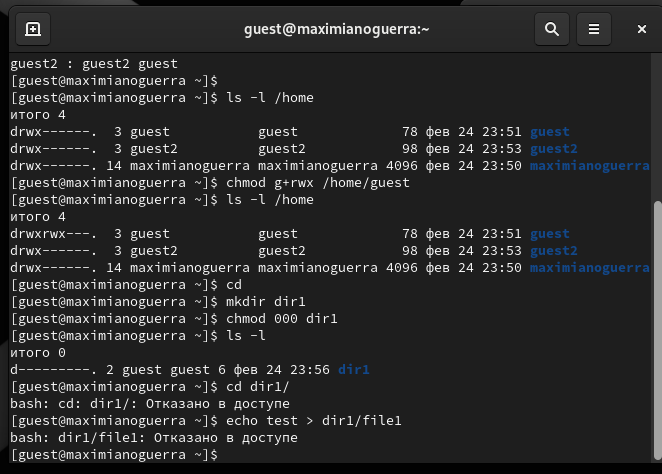 guest@maximianoguerra:~
guest2 : guest2 guest
[guest@maximianoguerra ~]$
[guest@maximianoguerra ~]$ ls -l /home
итого 4
drwx------.  3 guest           guest             78 фев 24 23:51 guest
drwx------.  3 guest2          guest2            98 фев 24 23:53 guest2
drwx------. 14 maximianoguerra maximianoguerra 4096 фев 24 23:50 maximianoguerra
[guest@maximianoguerra ~]$ chmod g+rwx /home/guest
[guest@maximianoguerra ~]$ ls -l /home
итого 4
drwxrwx---.  3 guest           guest             78 фев 24 23:51 guest
drwx------.  3 guest2          guest2            98 фев 24 23:53 guest2
drwx------. 14 maximianoguerra maximianoguerra 4096 фев 24 23:50 maximianoguerra
[guest@maximianoguerra ~]$ cd
[guest@maximianoguerra ~]$ mkdir dir1
[guest@maximianoguerra ~]$ chmod 000 dir1
[guest@maximianoguerra ~]$ ls -l
итого 0
d---------. 2 guest guest 6 фев 24 23:56 dir1
[guest@maximianoguerra ~]$ cd dir1/
bash: cd: dir1/: Отказано в доступе
[guest@maximianoguerra ~]$ echo test > dir1/file1
bash: dir1/file1: Отказано в доступе
[guest@maximianoguerra ~]$